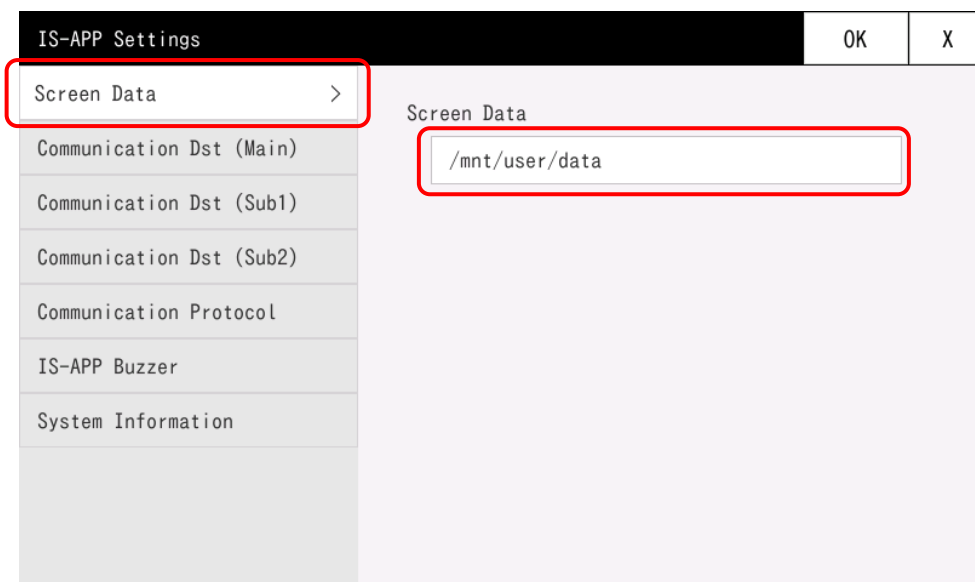 IS-APP Settings
OK
X
Screen Data >
Communication Dst (Main)
Communication Dst (Sub1)
Communication Dst (Sub2)
Communication Protocol
IS-APP Buzzer
System Information
Screen Data
/mnt/user/data